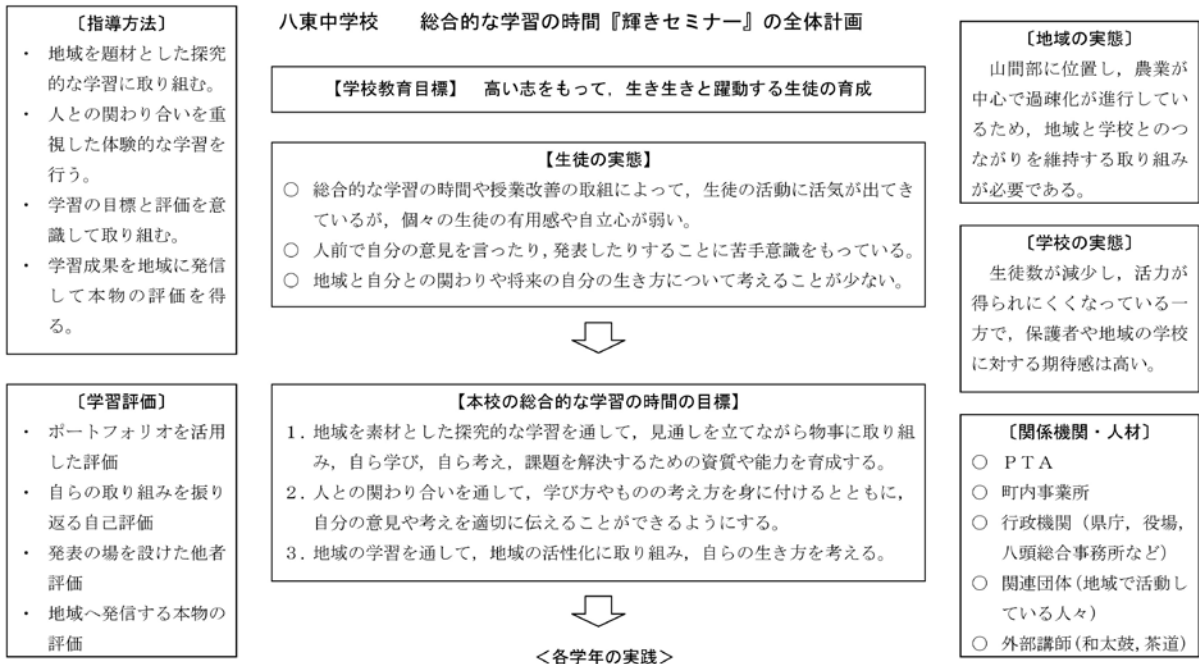 八東中学校　　総合的な学習の時間『輝きセミナー』の全体計画
〔指導方法〕
・　地域を題材とした探究
的な学習に取り組む。
・　人との関わり合いを重
視した体験的な学習を
行う。
・　学習の目標と評価を意
識して取り組む。
・　学習成果を地域に発信
して本物の評価を得
る。
〔学習評価〕
・　ポートフォリオを活用
した評価
・　自らの取り組みを振り
返る自己評価
・　発表の場を設けた他者
評価
・　地域へ発信する本物の
評価
【学校教育目標】　高い志をもって，生き生きと躍動する生徒の育成
【生徒の実態】
○　総合的な学習の時間や授業改善の取組によって，生徒の活動に活気が出てき
ているが，個々の生徒の有用感や自立心が弱い。
○　人前で自分の意見を言ったり，発表したりすることに苦手意識をもっている。
○　地域と自分との関わりや将来の自分の生き方について考えることが少ない。
【本校の総合的な学習の時間の目標】
１．地域を素材とした探究的な学習を通して，見通しを立てながら物事に取り組
み，自ら学び，自ら考え，課題を解決するための資質や能力を育成する。
２．人との関わり合いを通して，学び方やものの考え方を身に付けるとともに，
自分の意見や考えを適切に伝えることができるようにする。
３．地域の学習を通して，地域の活性化に取り組み，自らの生き方を考える。
＜各学年の実践＞
〔地域の実態〕
山間部に位置し，農業が
中心で過疎化が進行してい
るため，地域と学校とのつ
ながりを維持する取り組み
が必要である。
〔学校の実態〕
生徒数が減少し，活力が
得られにくくなっている一
方で，保護者や地域の学校
に対する期待感は高い。
〔関係機関・人材〕
○　ＰＴＡ
○　町内事業所
○　行政機関（県庁，役場，
八頭総合事務所など）
○　関連団体（地域で活動し
ている人々）
○　外部講師（和太鼓，茶道）